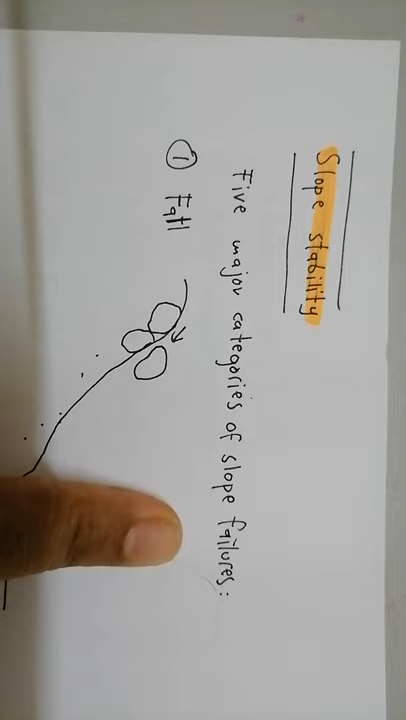 Slope stability
Five major categories of slope failures:
① Fall